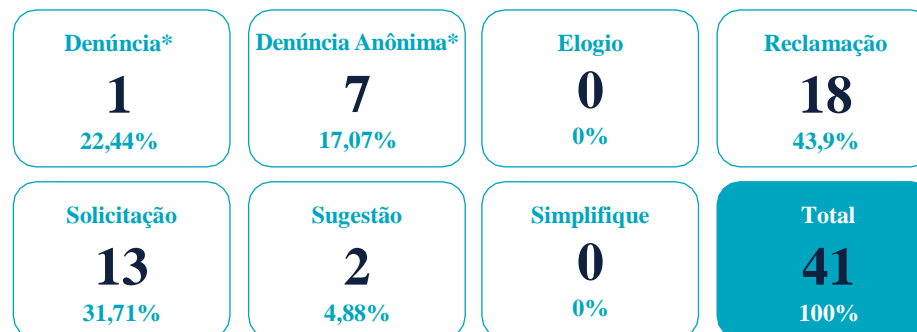 Denúncia*
1
22,44%
Denúncia Anônima*
7
17,07%
Elogio
0
0%
Reclamação
18
43,9%
Solicitação
13
31,71%
Sugestão
2
4,88%
Simplifique
0
0%
Total
41
100%